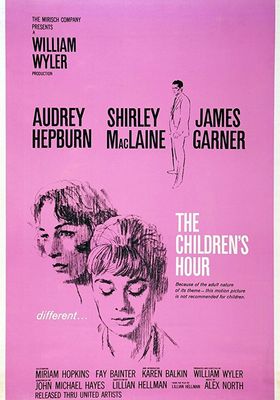 THE MIRISCH COMPANY
PRESENTS
A
WILLIAM
WYLER
PRODUCTION
AUDREY SHIRLEY JAMES
HEPBURN MacLAINE GARNER
THE
CHILDREN'S
HOUR
Because of the adult nature
of its theme—this motion picture
is not recommended for children.
different...
MIRIAM HOPKINS FAY BAINTER KAREN BALKIN WILLIAM WYLER
JOHN MICHAEL HAYES LILLIAN HELLMAN LILLIAN HELLMAN ALEX NORTH
RELEASED THRU UNITED ARTISTS